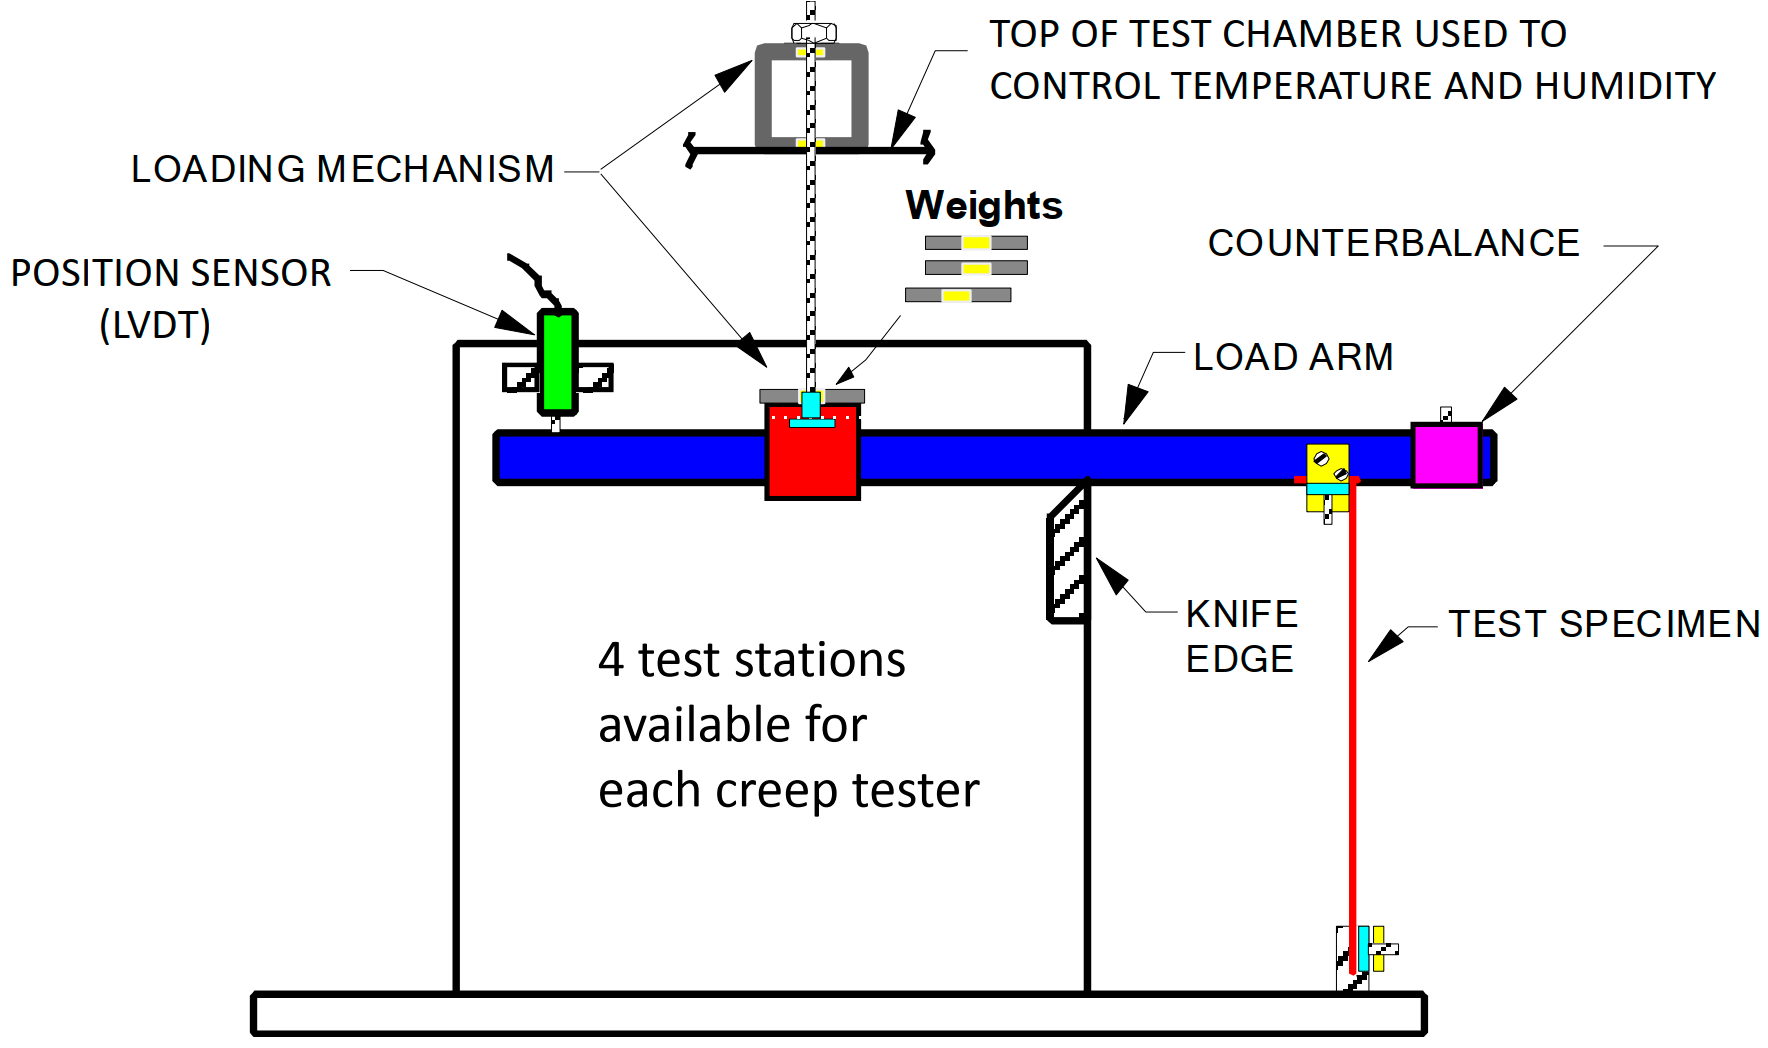 TOP OF TEST CHAMBER USED TO
CONTROL TEMPERATURE AND HUMIDITY
LOADING MECHANISM
Weights
COUNTERBALANCE
POSITION SENSOR
(LVDT)
LOAD ARM
KNIFE
EDGE
TEST SPECIMEN
4 test stations
available for
each creep tester